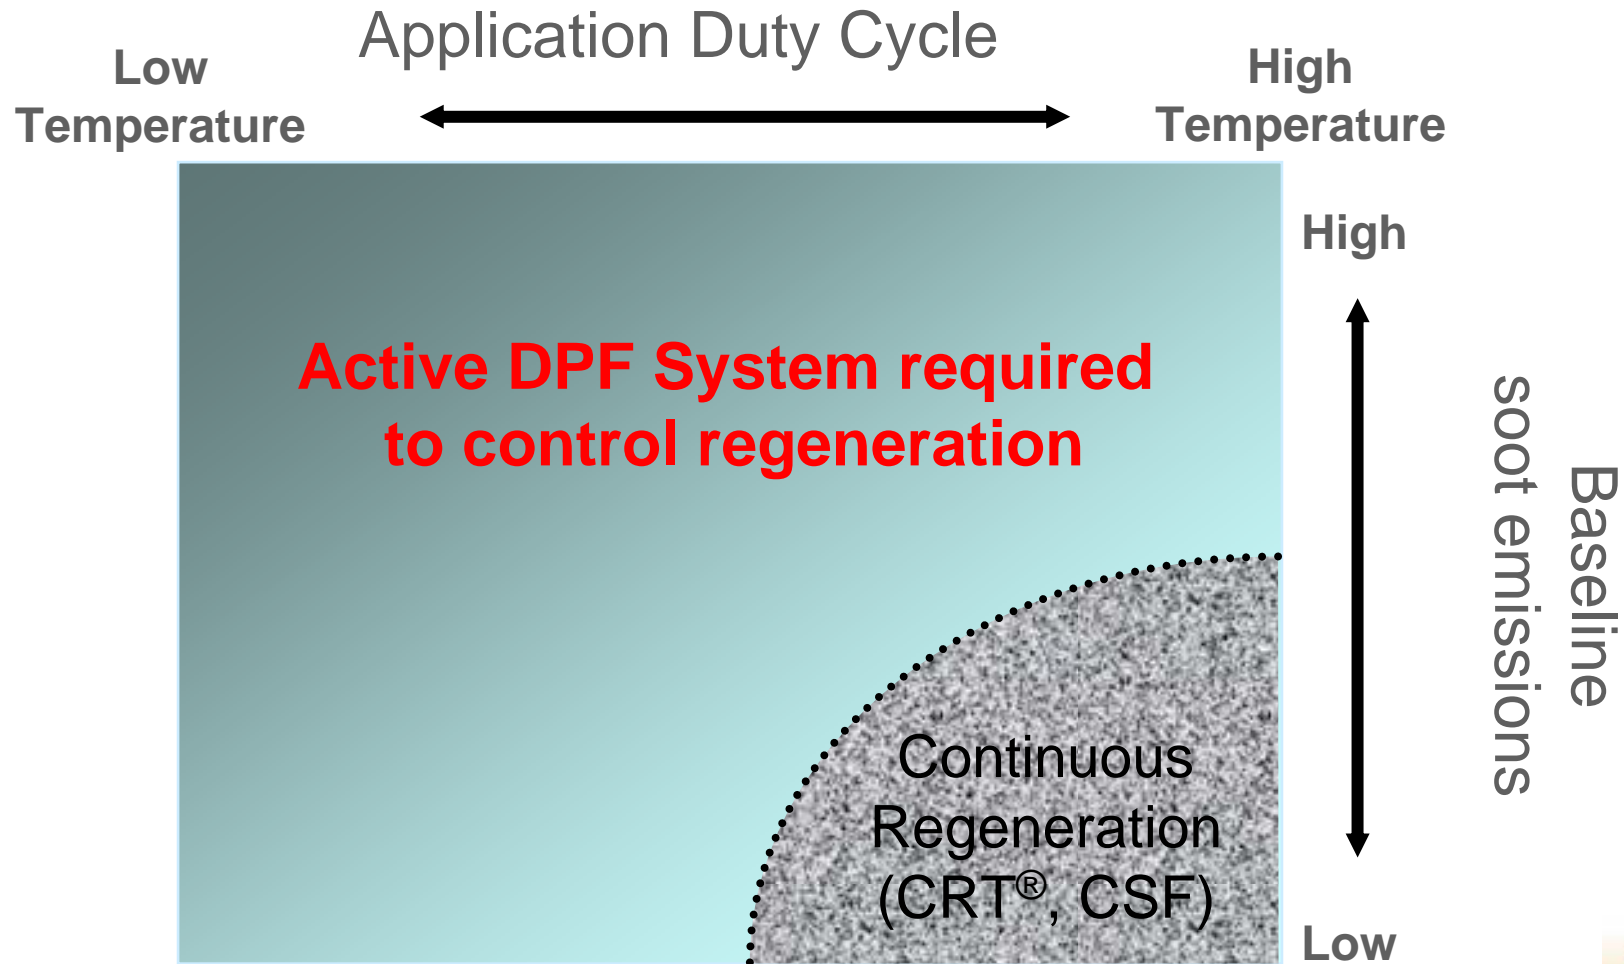 Application Duty Cycle
Low
Temperature
High
Temperature
High
Active DPF System required
to control regeneration
Baseline
soot emissions
Continuous
Regeneration
(CRT®, CSF)
Low